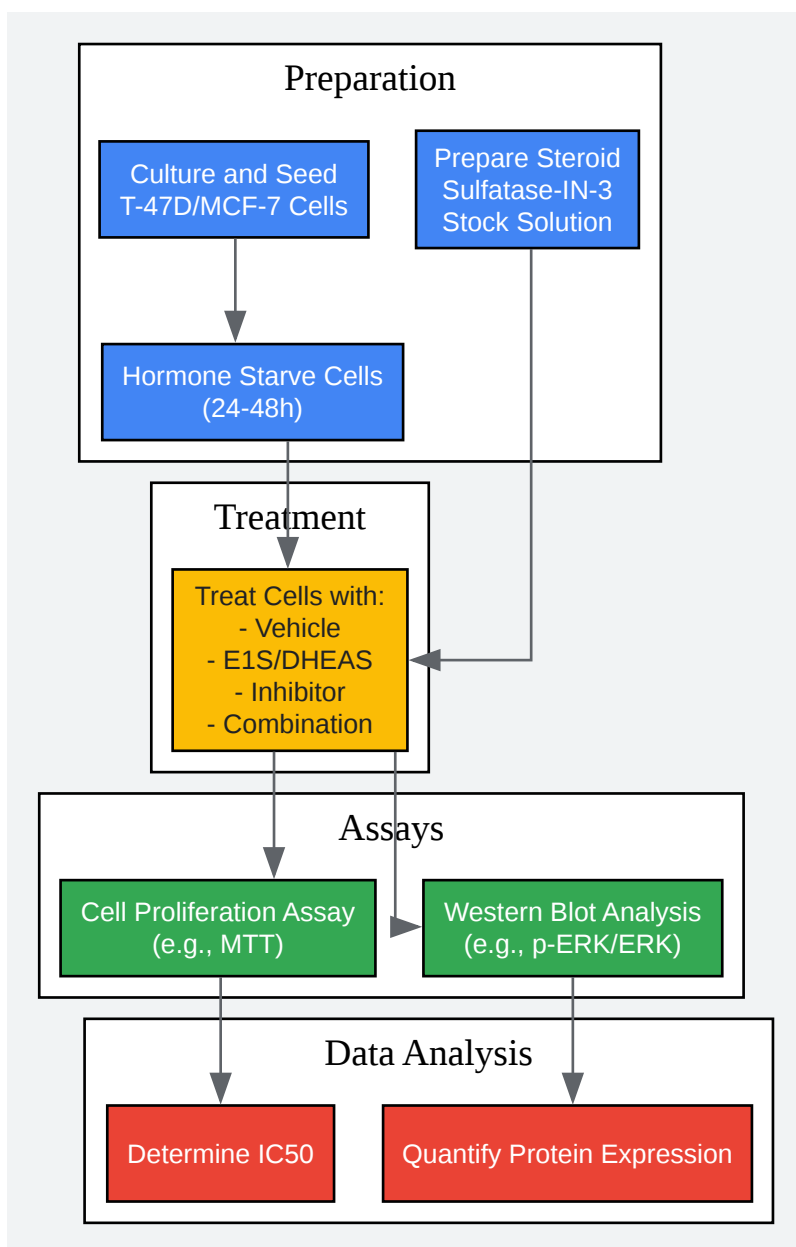 Preparation
Culture and Seed
T-47D/MCF-7 Cells
Prepare Steroid
Sulfatase-IN-3
Stock Solution
Hormone Starve Cells
(24-48h)
Treatment
Treat Cells with:
- Vehicle
- E1S/DHEAS
- Inhibitor
- Combination
Assays
Cell Proliferation Assay
(e.g., MTT)
Western Blot Analysis
(e.g., p-ERK/ERK)
Data Analysis
Determine IC50
Quantify Protein Expression